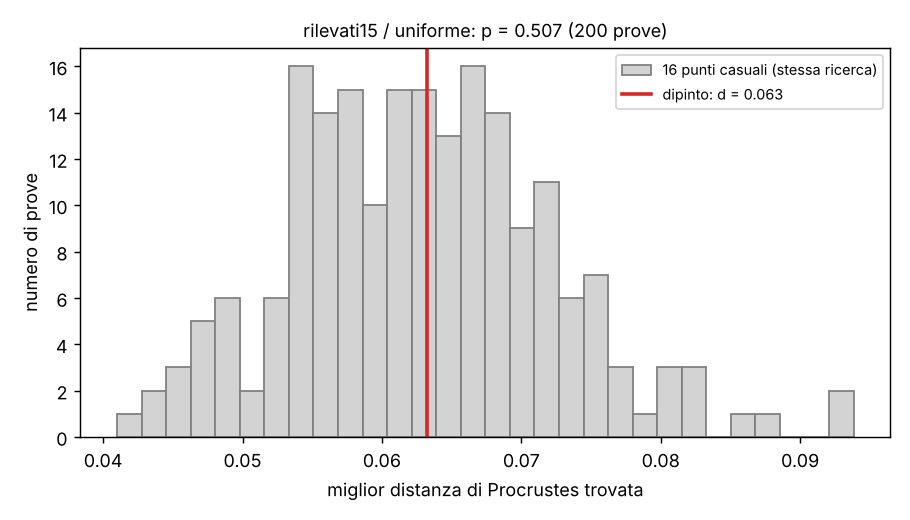 rilevati15 / uniforme: p = 0.507 (200 prove)
16 punti casuali (stessa ricerca)
dipinto: d = 0.063
numero di prove
16
14
12
10
8
6
4
2
0
0.04 0.05 0.06 0.07 0.08 0.09
miglior distanza di Procrustes trovata